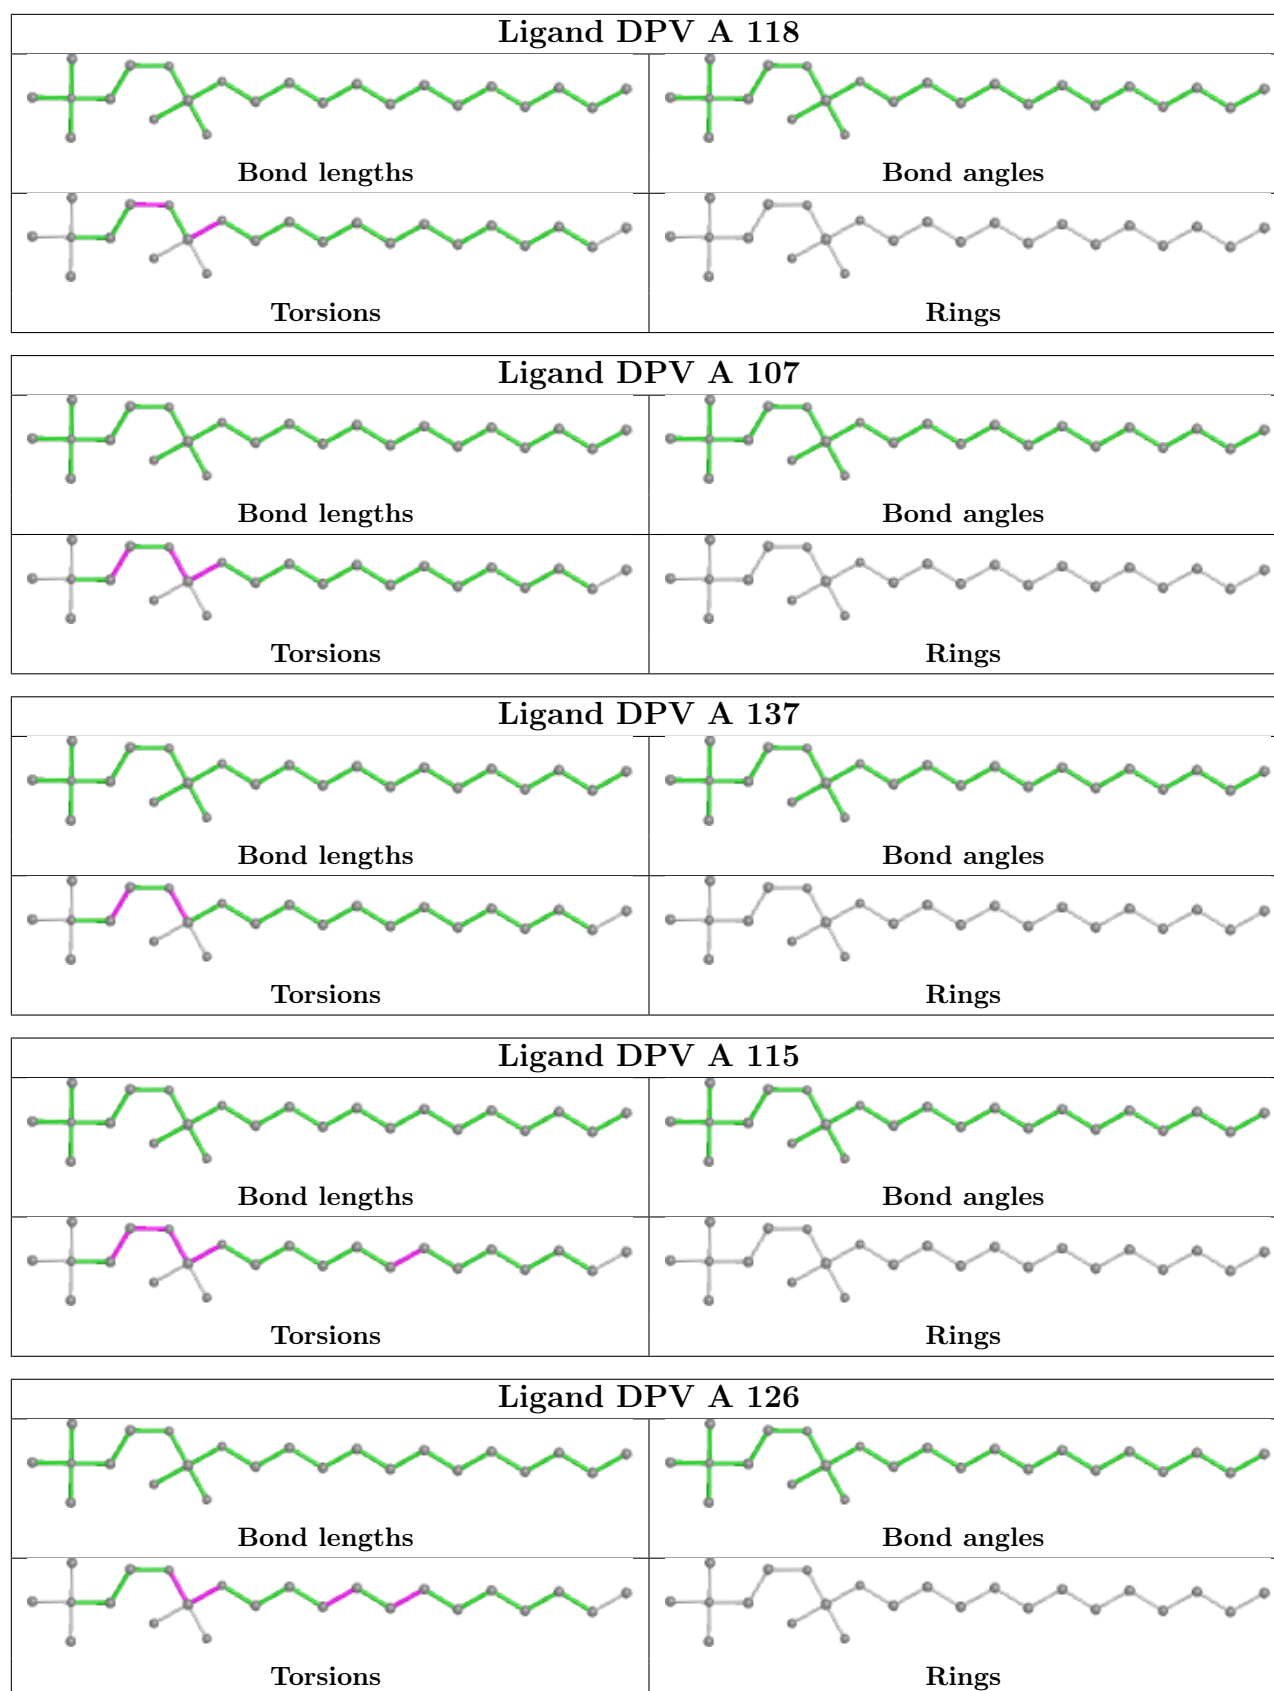 Ligand DPV A 118
Bond lengths
Bond angles
Torsions
Rings
Ligand DPV A 107
Bond lengths
Bond angles
Torsions
Rings
Ligand DPV A 137
Bond lengths
Bond angles
Torsions
Rings
Ligand DPV A 115
Bond lengths
Bond angles
Torsions
Rings
Ligand DPV A 126
Bond lengths
Bond angles
Torsions
Rings